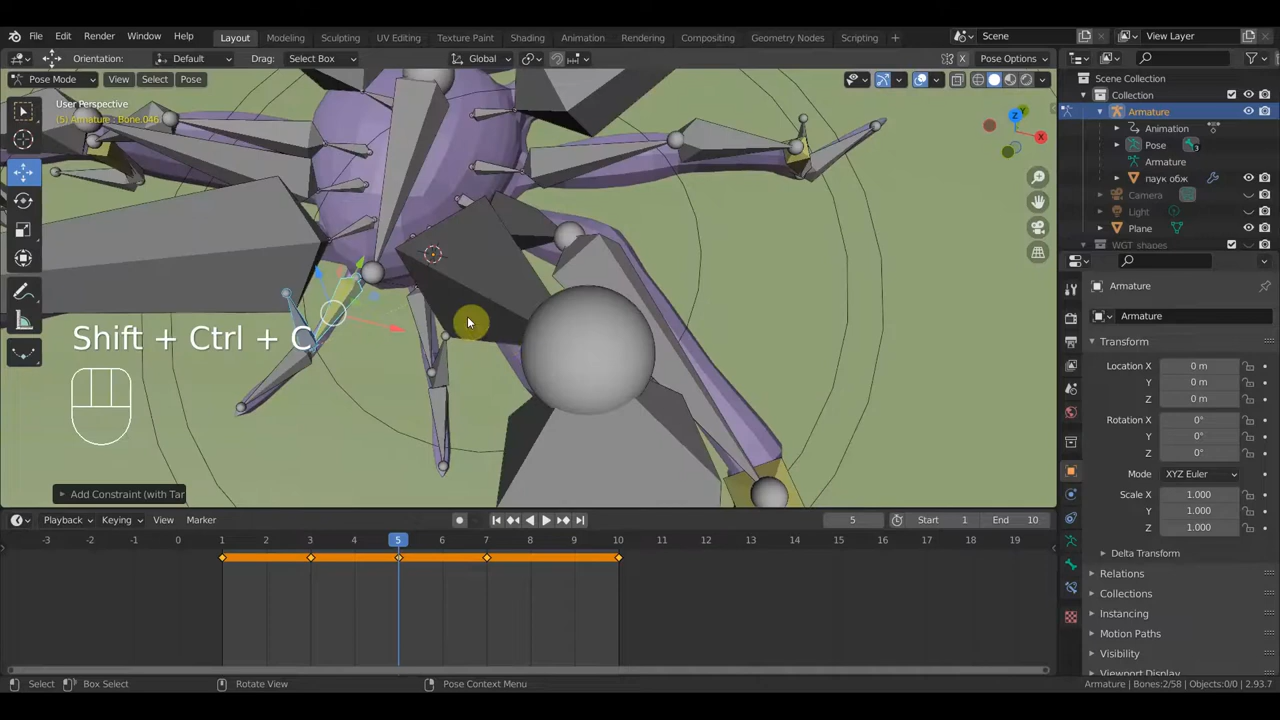 File Edit Render Window Help Layout Modeling Sculpting UV Editing Texture Paint Shading Animation Rendering Compositing Geometry Nodes Scripting + Scene View Layer
Orientation: Default Drag: Select Box Global Pose Options
Pose Mode View Select Pose
User Perspective
(5) Armature : Bone.046
Z
Y
X
Shift + Ctrl + C
Add Constraint (with Tar
Scene Collection
Collection
Armature
Animation
Pose 3
Armature
паук обж
Camera
Light
Plane
WGT_shapes
Armature
Armature
Transform
Location X 0 m
Y 0 m
Z 0 m
Rotation X 0°
Y 0°
Z 0°
Mode XYZ Euler
Scale X 1.000
Y 1.000
Z 1.000
Delta Transform
Relations
Collections
Instancing
Motion Paths
Visibility
Viewport Display
Playback Keying View Marker 5 Start 1 End 10
-3 -2 -1 0 1 2 3 4 5 6 7 8 9 10 11 12 13 14 15 16 17 18 19
Select Box Select Rotate View Pose Context Menu Armature | Bones:2/58 | Objects:0/0 | 2.93.7